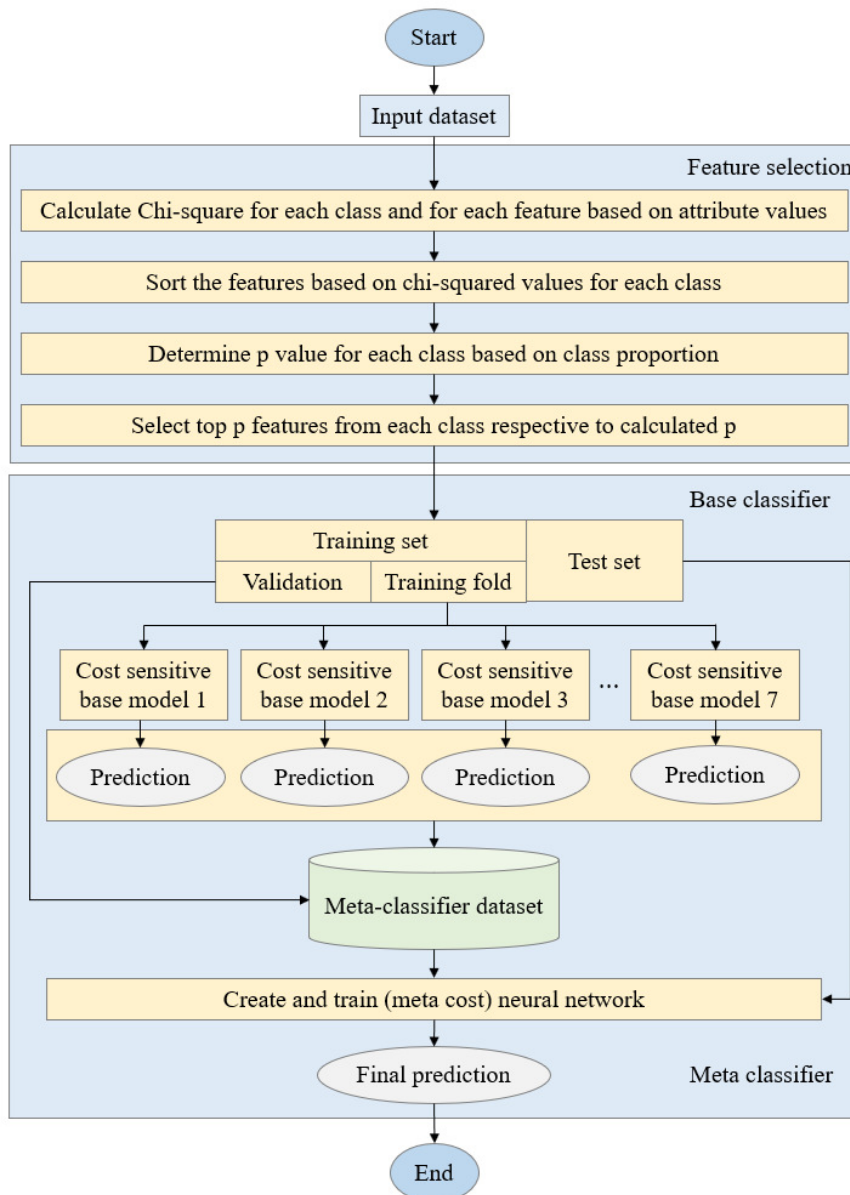 Start
Input dataset
Feature selection
Calculate Chi-square for each class and for each feature based on attribute values
Sort the features based on chi-squared values for each class
Determine p value for each class based on class proportion
Select top p features from each class respective to calculated p
Base classifier
Training set
Test set
Validation
Training fold
Cost sensitive
base model 1
Cost sensitive
base model 2
Cost sensitive
base model 3
...
Cost sensitive
base model 7
Prediction
Prediction
Prediction
Prediction
Meta-classifier dataset
Create and train (meta cost) neural network
Final prediction
Meta classifier
End